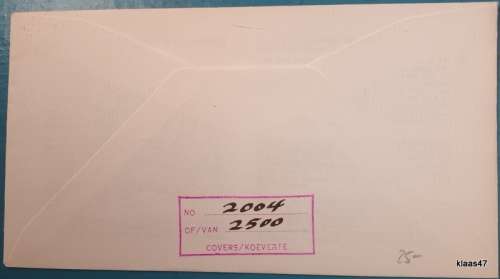 NO 2004
OF/VAN 2500
COVERS/KOEVERTE
25-
klaas47